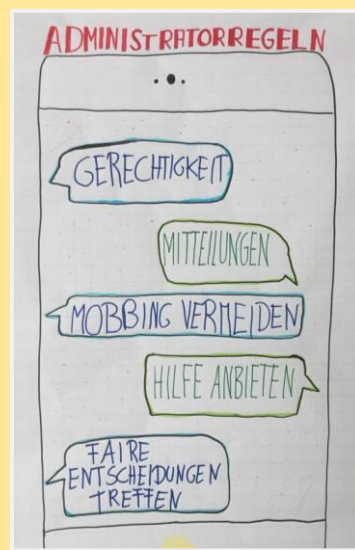 ADMINISTRATORREGELN
GERECHTIGKEIT
MITTEILUNGEN
MOBBING VERMEIDEN
HILFE ANBIETEN
FAIRE
ENTSCHEIDUNGEN
TREFFEN